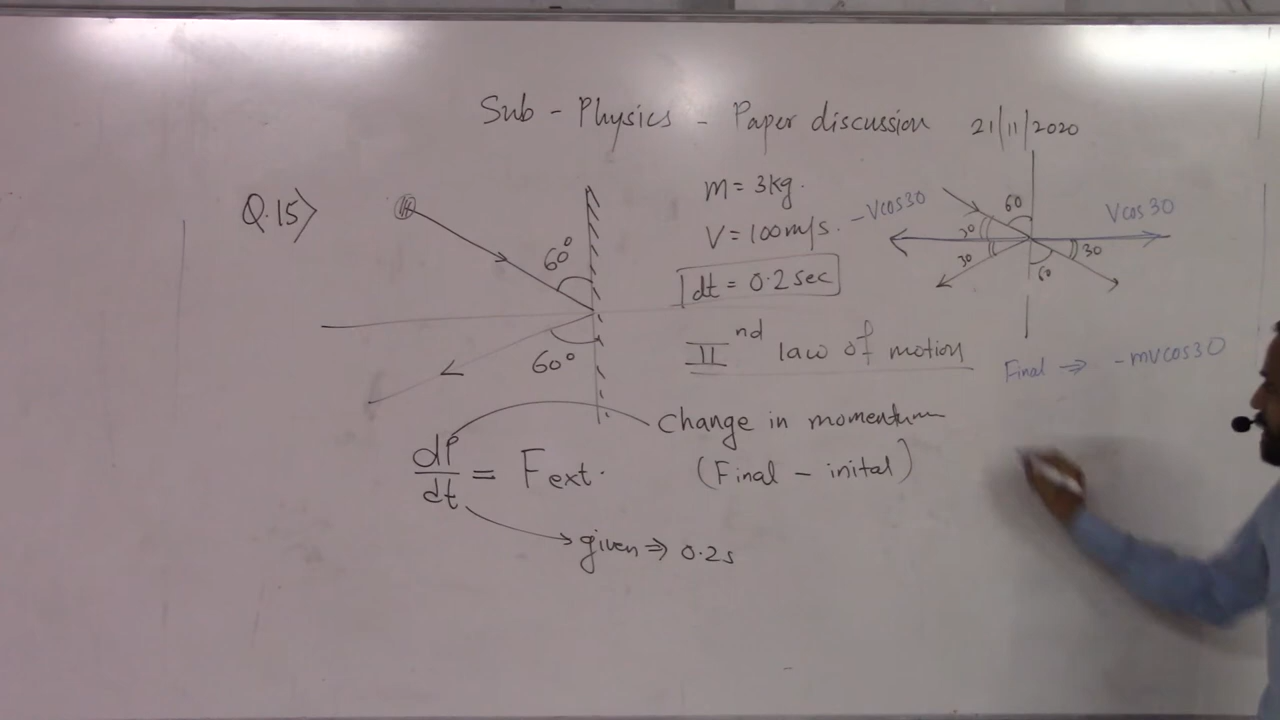 Sub - Physics - Paper discussion 21/11/2020
Q.15>
60°
60°
m = 3kg.
V = 100m/s.
dt = 0.2 sec
II nd law of motion
-Vcos30
Vcos30
60
30
30
30
60
Final ⇒ -mvcos30
Change in momentum
(Final - inital)
dP/dt = Fext.
given ⇒ 0.2s